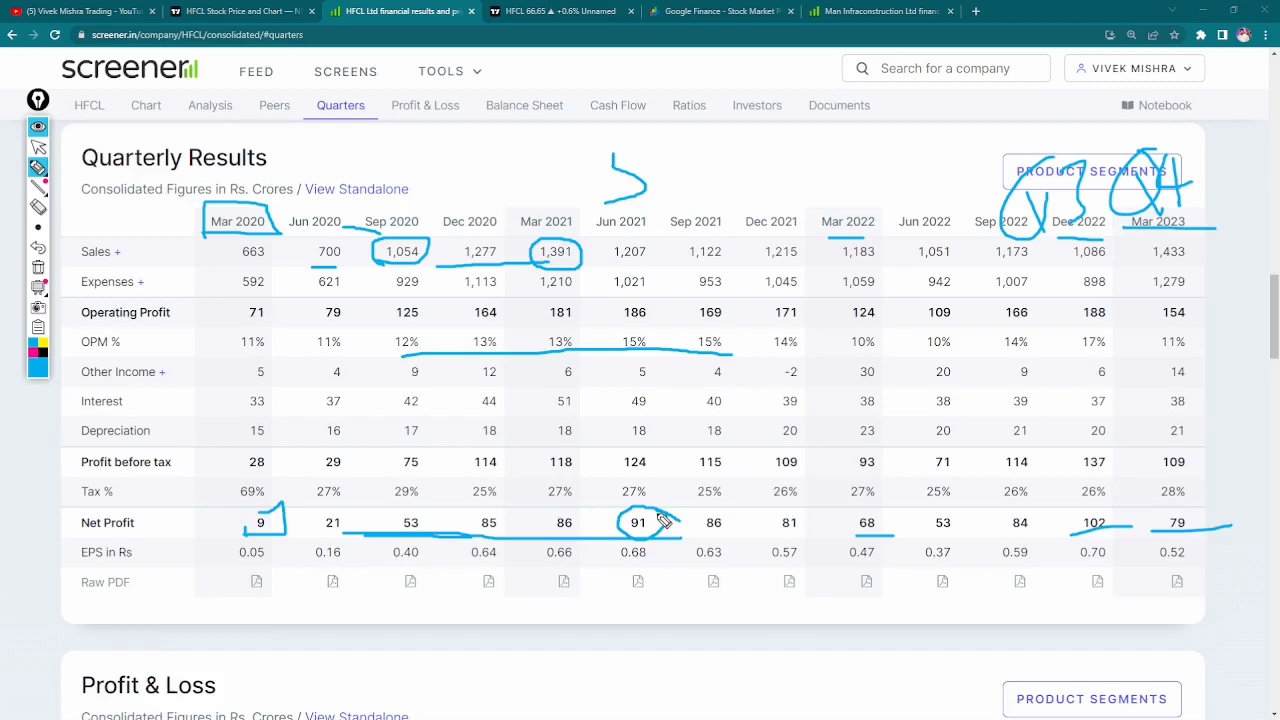 (5) Vivek Mishra Trading - YouT
HFCL Stock Price and Chart — NS
HFCL Ltd financial results and pri
HFCL 66.65 ▲ +0.6% Unnamed
Google Finance - Stock Market P
Man Infraconstruction Ltd financ
screener.in/company/HFCL/consolidated/#quarters
screener FEED SCREENS TOOLS Search for a company VIVEK MISHRA
HFCL Chart Analysis Peers Quarters Profit & Loss Balance Sheet Cash Flow Ratios Investors Documents Notebook
Quarterly Results
PRODUCT SEGMENTS
Q4
Consolidated Figures in Rs. Crores / View Standalone
Mar 2020 Jun 2020 Sep 2020 Dec 2020 Mar 2021 Jun 2021 Sep 2021 Dec 2021 Mar 2022 Jun 2022 Sep 2022 Dec 2022 Mar 2023
Sales + 663 700 1,054 1,277 1,391 1,207 1,122 1,215 1,183 1,051 1,173 1,086 1,433
Expenses + 592 621 929 1,113 1,210 1,021 953 1,045 1,059 942 1,007 898 1,279
Operating Profit 71 79 125 164 181 186 169 171 124 109 166 188 154
OPM % 11% 11% 12% 13% 13% 15% 15% 14% 10% 10% 14% 17% 11%
Other Income + 5 4 9 12 6 5 4 -2 30 20 9 6 14
Interest 33 37 42 44 51 49 40 39 38 38 39 37 38
Depreciation 15 16 17 18 18 18 18 20 23 20 21 20 21
Profit before tax 28 29 75 114 118 124 115 109 93 71 114 137 109
Tax % 69% 27% 29% 25% 27% 27% 25% 26% 27% 25% 26% 26% 28%
Net Profit 9 21 53 85 86 91 86 81 68 53 84 102 79
EPS in Rs 0.05 0.16 0.40 0.64 0.66 0.68 0.63 0.57 0.47 0.37 0.59 0.70 0.52
Raw PDF
Profit & Loss
PRODUCT SEGMENTS
Consolidated Figures in Rs. Crores / View Standalone